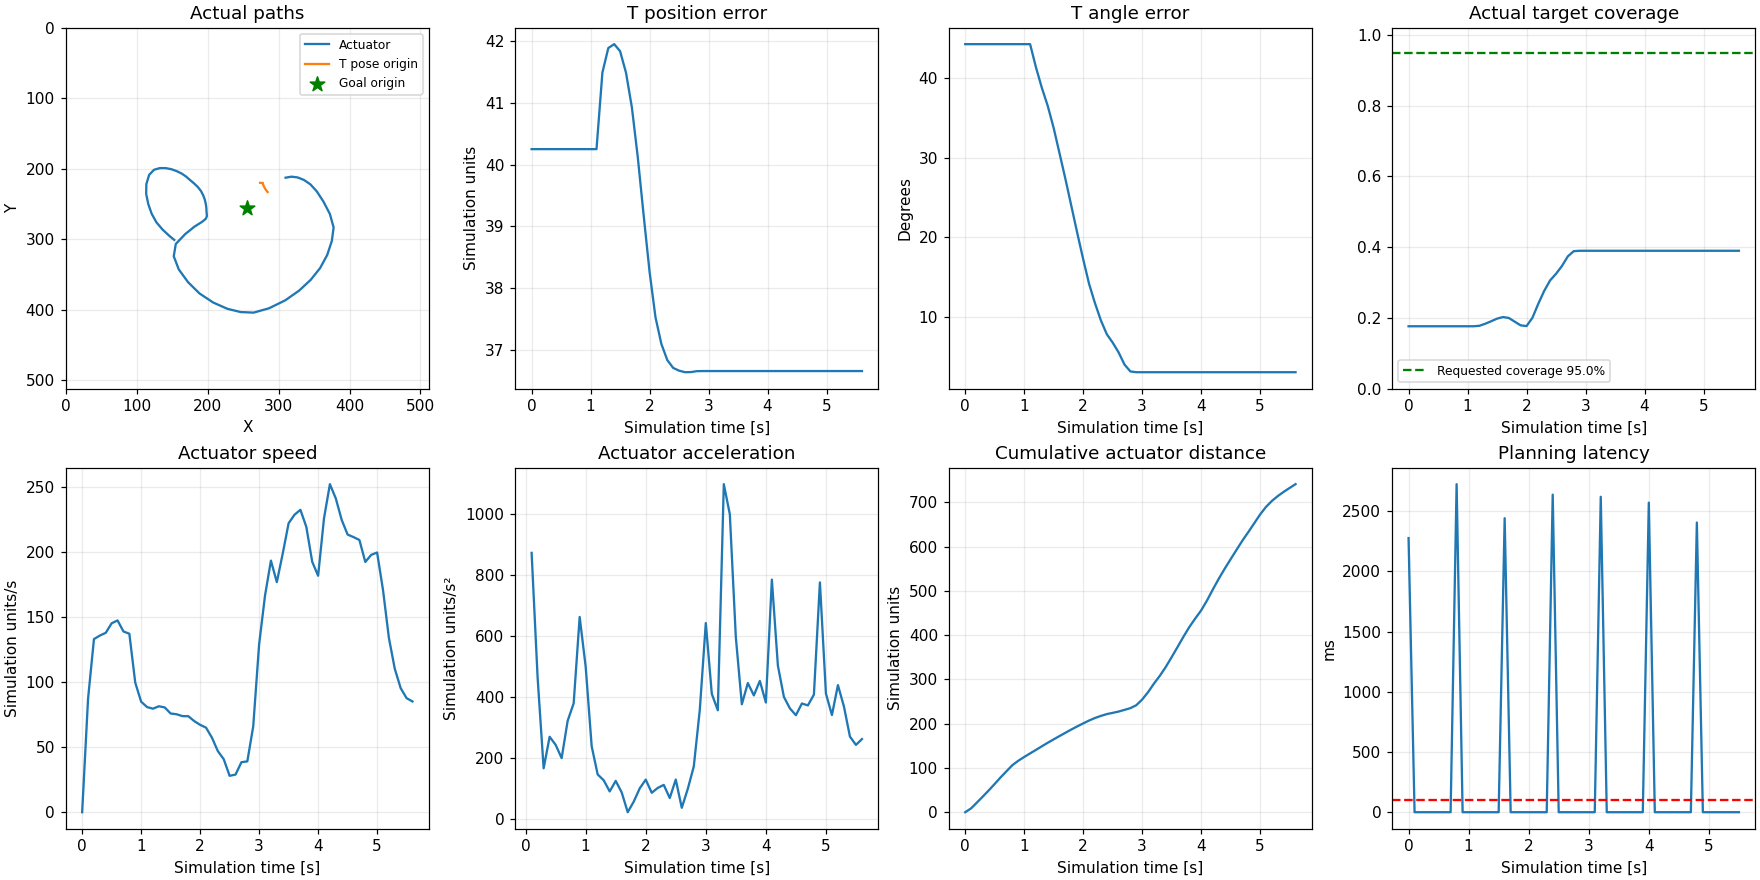 Actual paths
0
100
200
300
400
500
Y
0 100 200 300 400 500
X
Actuator
T pose origin
Goal origin
T position error
42
41
40
39
38
37
Simulation units
0 1 2 3 4 5
Simulation time [s]
T angle error
40
30
20
10
Degrees
0 1 2 3 4 5
Simulation time [s]
Actual target coverage
1.0
0.8
0.6
0.4
0.2
0.0
Requested coverage 95.0%
0 1 2 3 4 5
Simulation time [s]
Actuator speed
250
200
150
100
50
0
Simulation units/s
0 1 2 3 4 5
Simulation time [s]
Actuator acceleration
1000
800
600
400
200
0
Simulation units/s²
0 1 2 3 4 5
Simulation time [s]
Cumulative actuator distance
700
600
500
400
300
200
100
0
Simulation units
0 1 2 3 4 5
Simulation time [s]
Planning latency
2500
2000
1500
1000
500
0
ms
0 1 2 3 4 5
Simulation time [s]